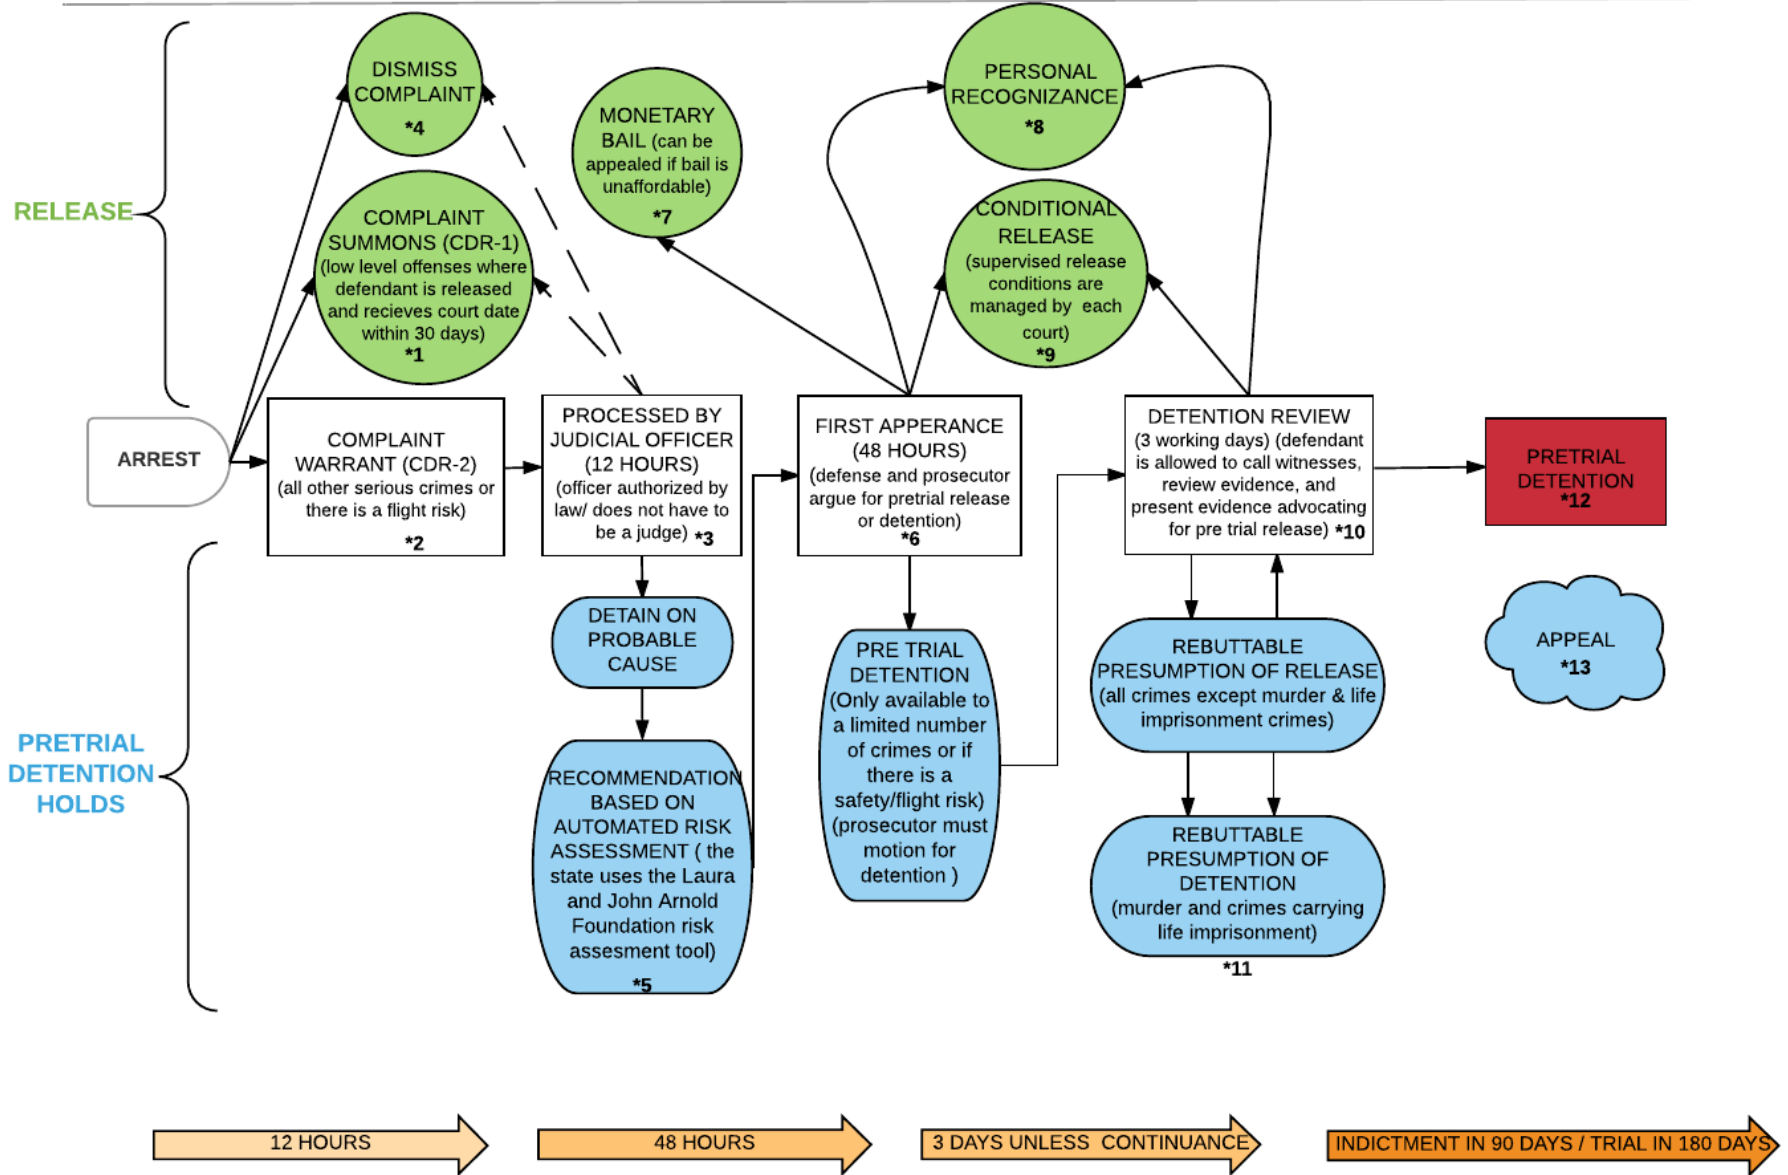 DISMISS
COMPLAINT
*4
MONETARY
BAIL (can be
appealed if bail is
unaffordable)
*7
PERSONAL
RECOGNIZANCE
*8
RELEASE
COMPLAINT
SUMMONS (CDR-1)
(low level offenses where
defendant is released
and recieves court date
within 30 days)
*1
CONDITIONAL
RELEASE
(supervised release
conditions are
managed by each
court)
*9
ARREST
COMPLAINT
WARRANT (CDR-2)
(all other serious crimes or
there is a flight risk)
*2
PROCESSED BY
JUDICIAL OFFICER
(12 HOURS)
(officer authorized by
law/ does not have to
be a judge) *3
FIRST APPERANCE
(48 HOURS)
(defense and prosecutor
argue for pretrial release
or detention)
*6
DETENTION REVIEW
(3 working days) (defendant
is allowed to call witnesses,
review evidence, and
present evidence advocating
for pre trial release) *10
PRETRIAL
DETENTION
*12
PRETRIAL
DETENTION
HOLDS
DETAIN ON
PROBABLE
CAUSE
RECOMMENDATION
BASED ON
AUTOMATED RISK
ASSESSMENT ( the
state uses the Laura
and John Arnold
Foundation risk
assesment tool)
*5
PRE TRIAL
DETENTION
(Only available to
a limited number
of crimes or if
there is a
safety/flight risk)
(prosecutor must
motion for
detention )
REBUTTABLE
PRESUMPTION OF RELEASE
(all crimes except murder & life
imprisonment crimes)
REBUTTABLE
PRESUMPTION OF
DETENTION
(murder and crimes carrying
life imprisonment)
*11
APPEAL
*13
12 HOURS
48 HOURS
3 DAYS UNLESS CONTINUANCE
INDICTMENT IN 90 DAYS / TRIAL IN 180 DAYS